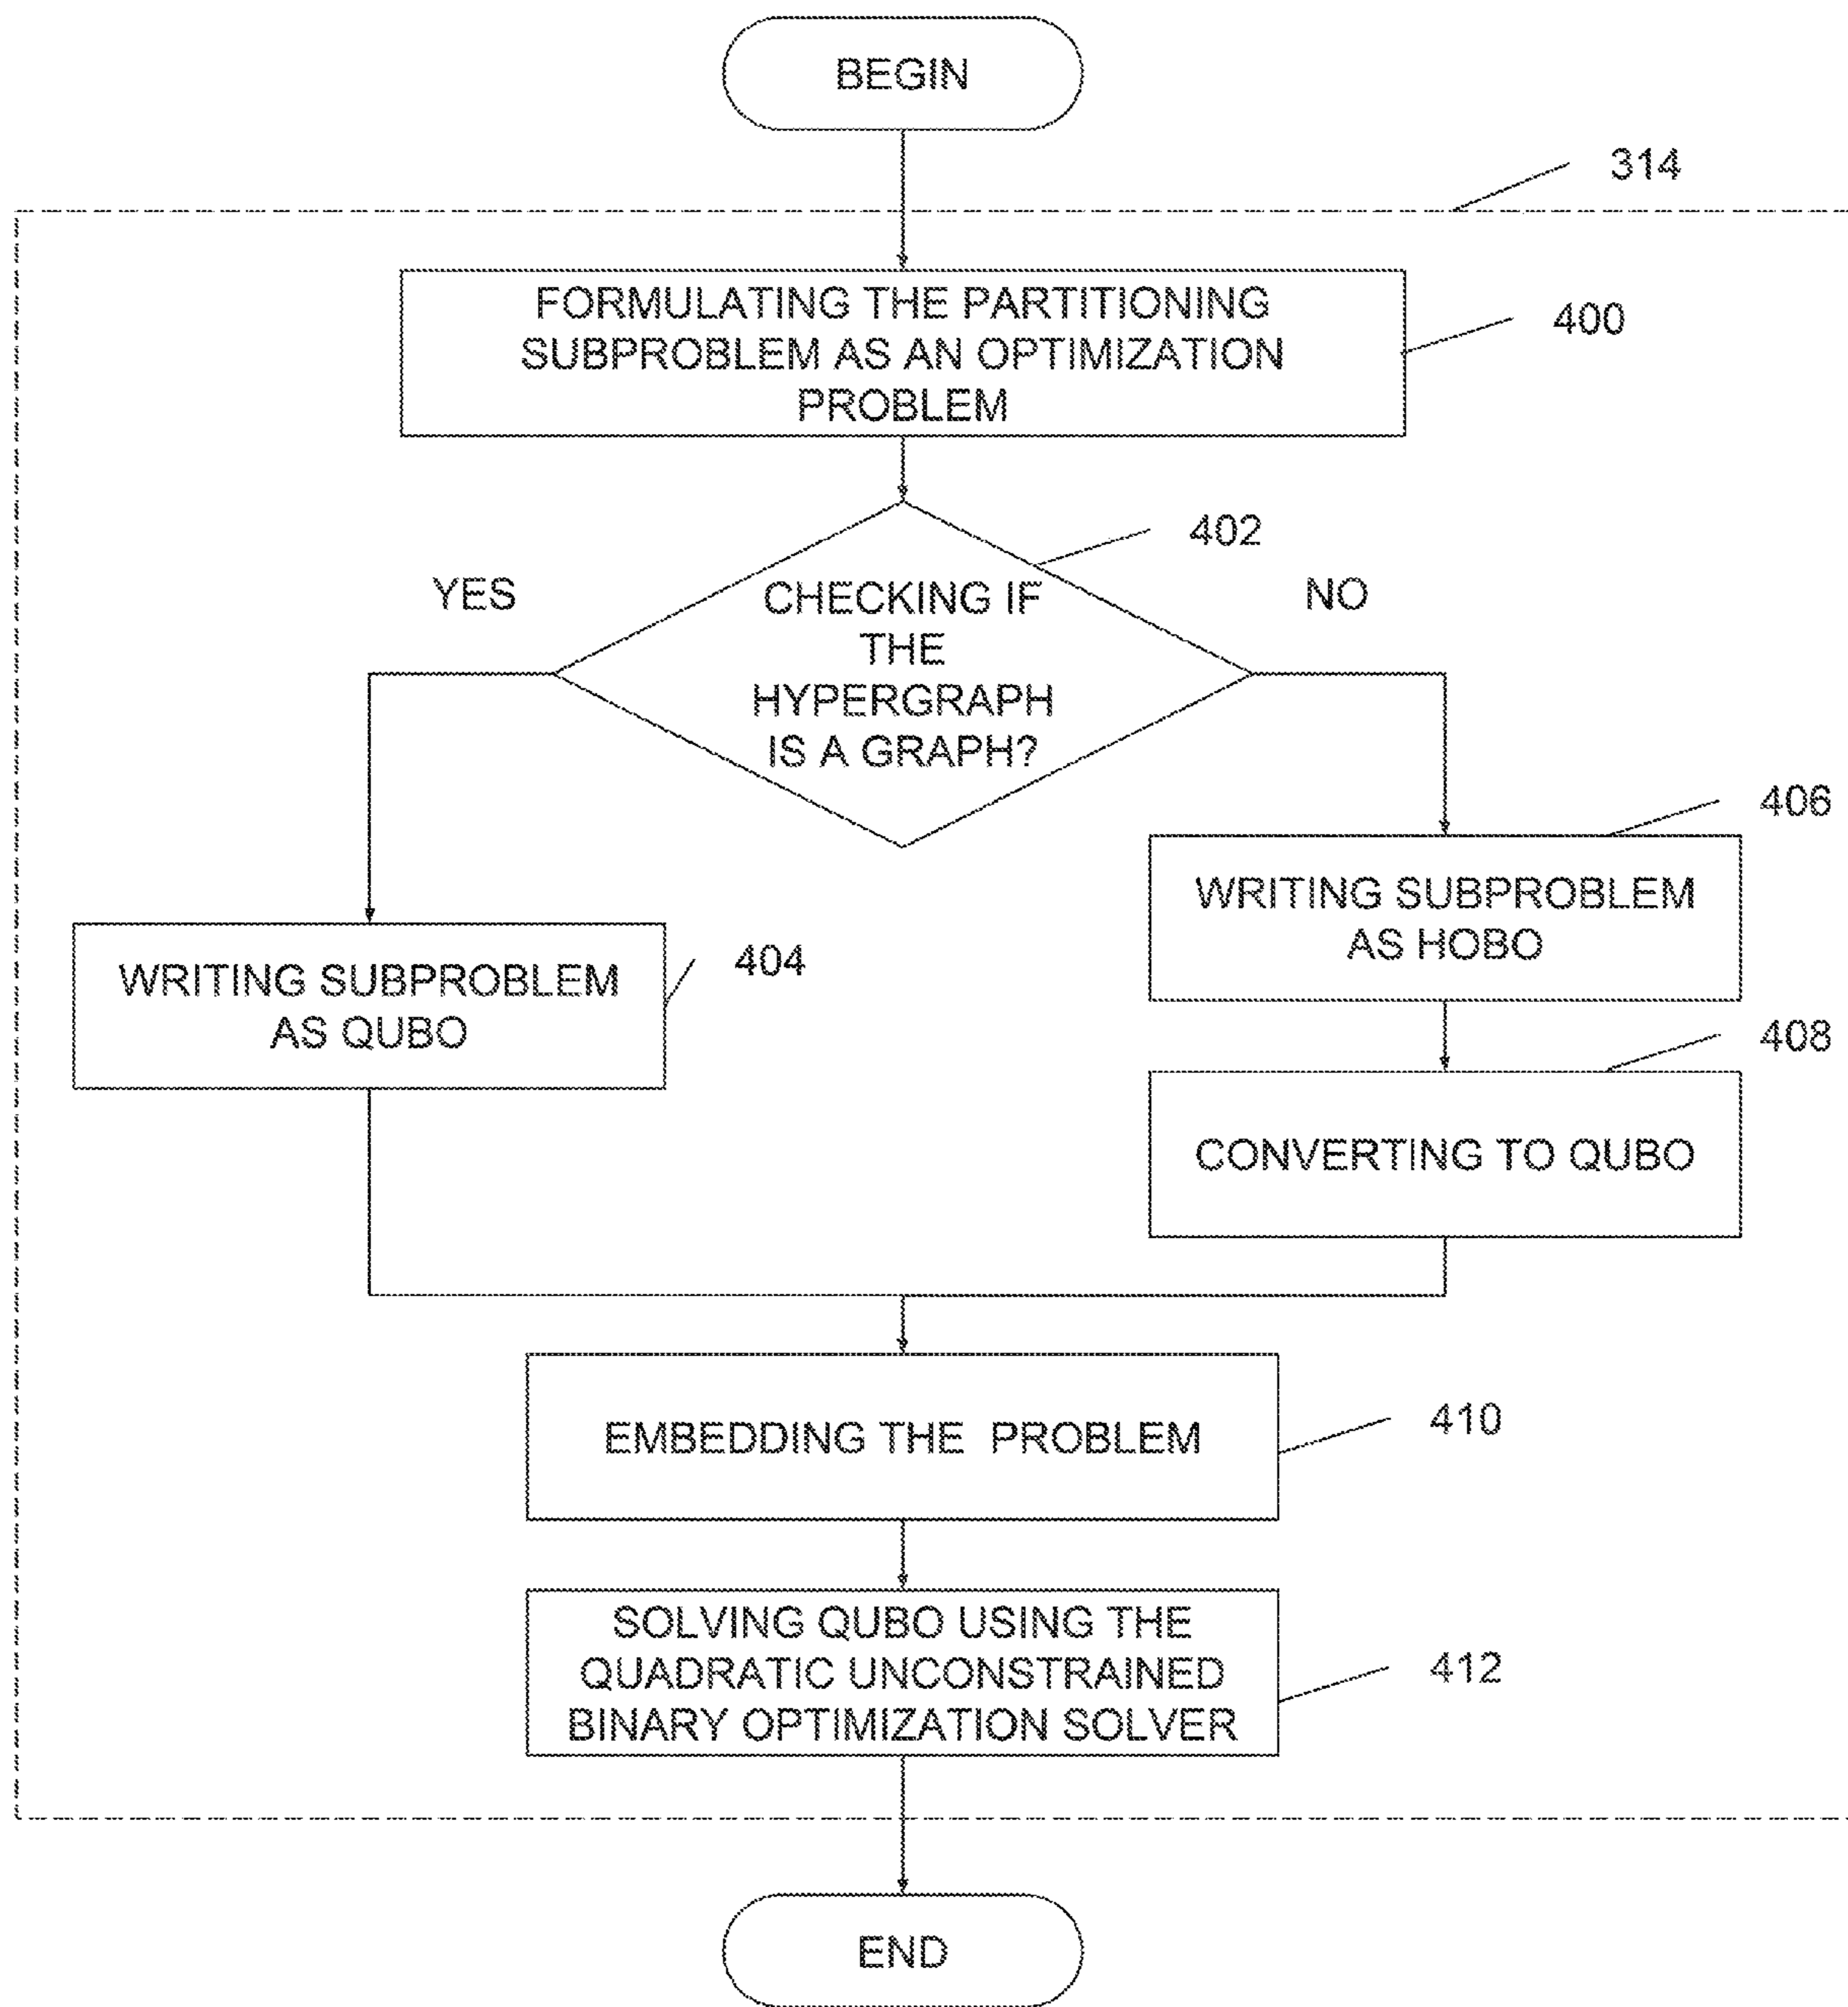 BEGIN
314
FORMULATING THE PARTITIONING
SUBPROBLEM AS AN OPTIMIZATION
PROBLEM
400
402
YES
CHECKING IF
THE
HYPERGRAPH
IS A GRAPH?
NO
406
WRITING SUBPROBLEM
AS HOBO
404
WRITING SUBPROBLEM
AS QUBO
408
CONVERTING TO QUBO
EMBEDDING THE PROBLEM
410
SOLVING QUBO USING THE
QUADRATIC UNCONSTRAINED
BINARY OPTIMIZATION SOLVER
412
END